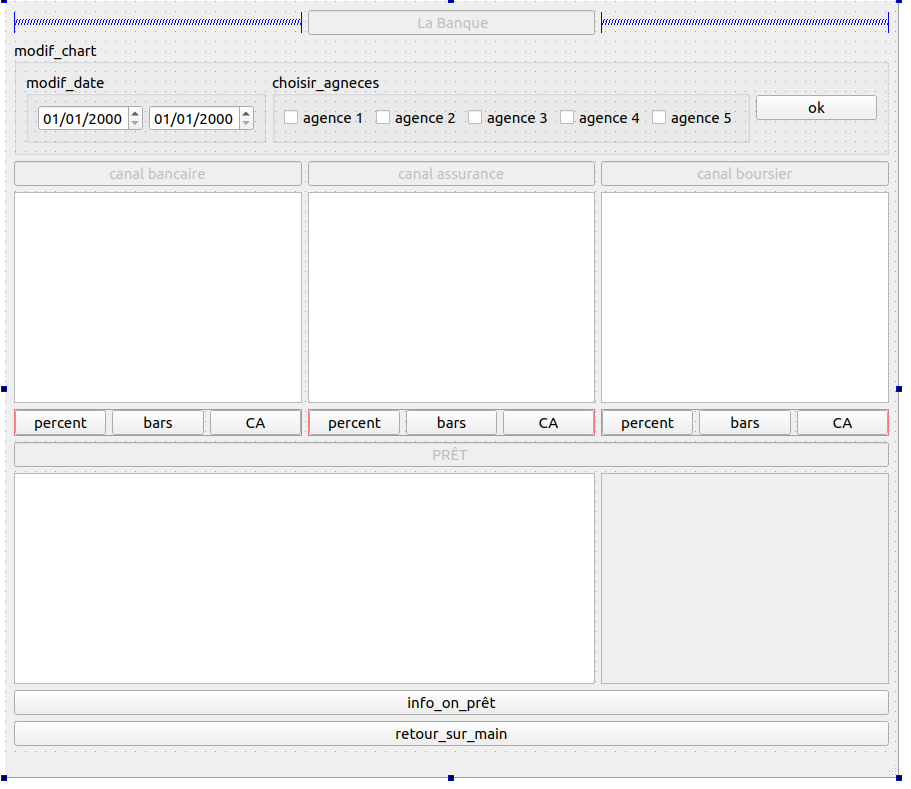 La Banque
modif_chart
modif_date choisir_agneces
01/01/2000 01/01/2000 agence 1 agence 2 agence 3 agence 4 agence 5 ok
canal bancaire canal assurance canal boursier
percent bars CA percent bars CA percent bars CA
PRÊT
info_on_prêt
retour_sur_main